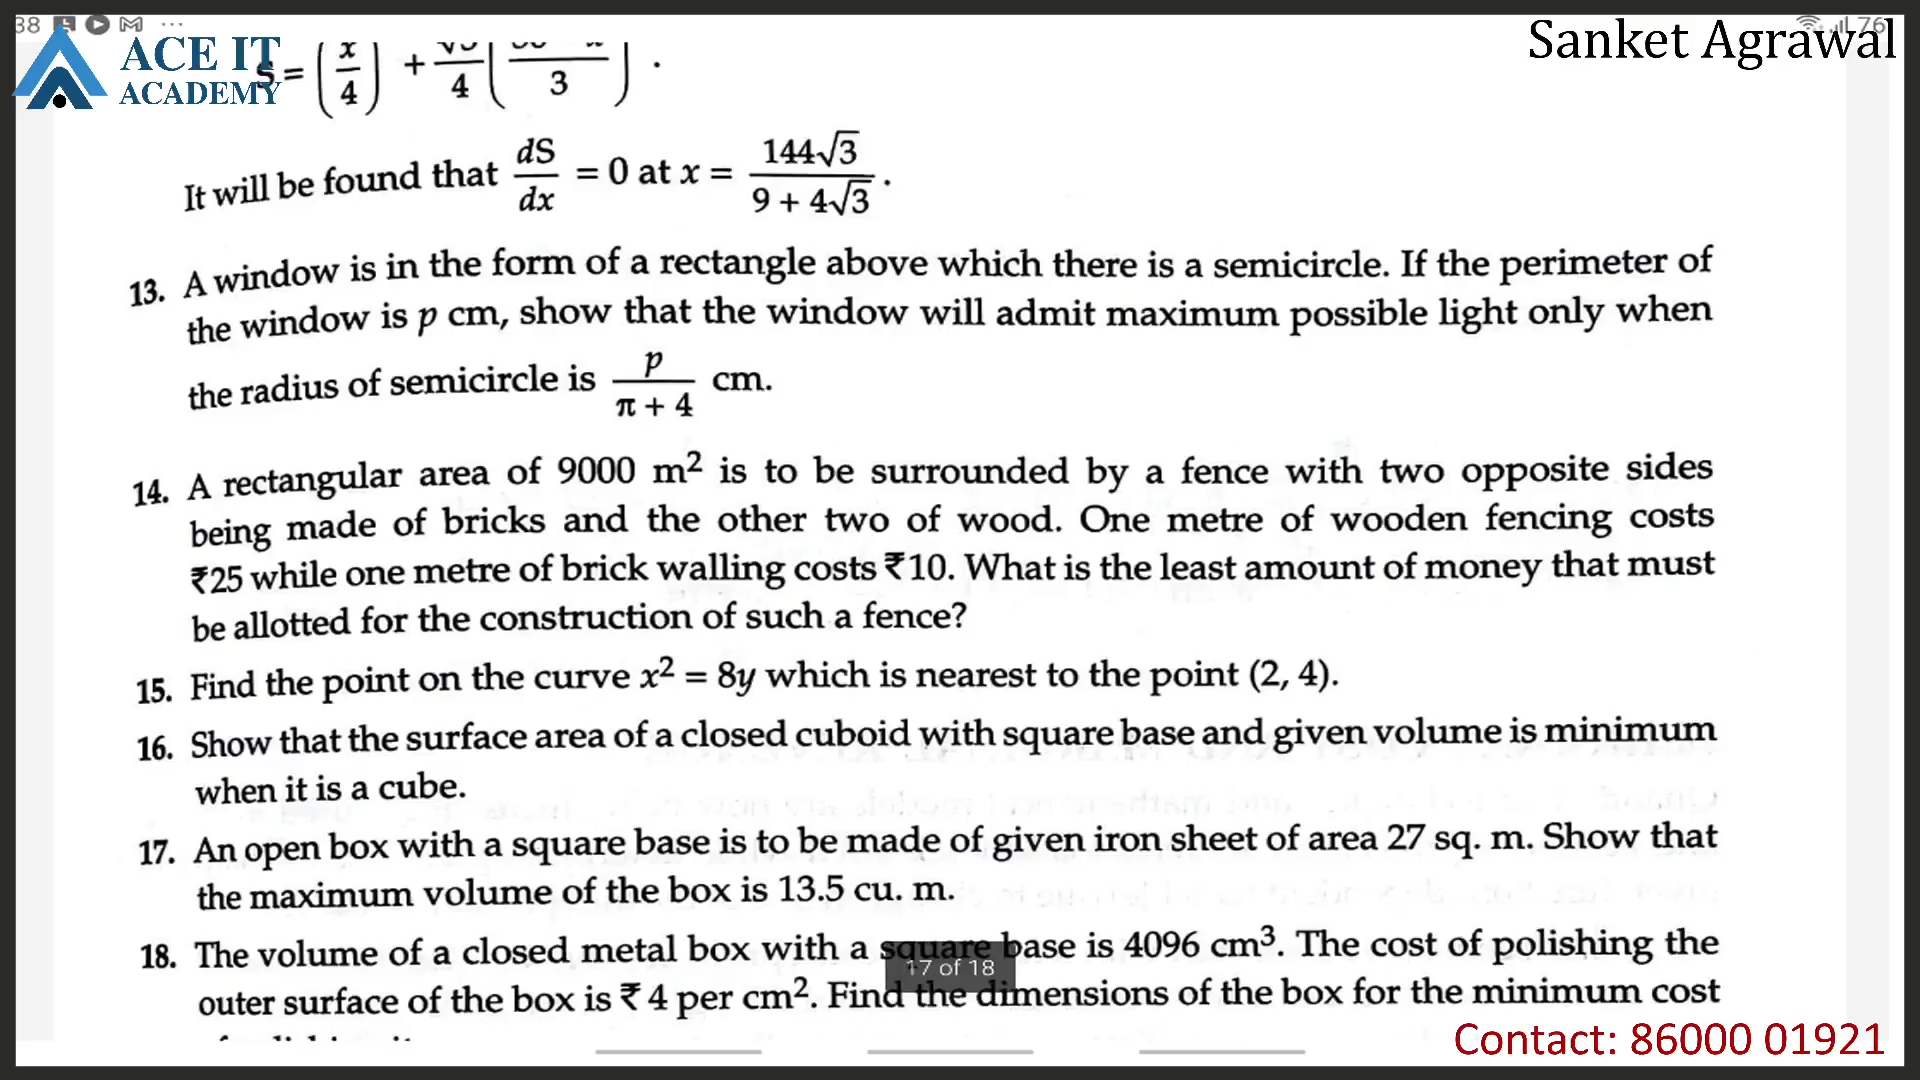 38 76
ACE IT
ACADEMY
Sanket Agrawal
S = (x/4) + √3/4 ( /3) .
It will be found that dS/dx = 0 at x = 144√3/(9 + 4√3).
13. A window is in the form of a rectangle above which there is a semicircle. If the perimeter of
the window is p cm, show that the window will admit maximum possible light only when
the radius of semicircle is p/(π + 4) cm.
14. A rectangular area of 9000 m² is to be surrounded by a fence with two opposite sides
being made of bricks and the other two of wood. One metre of wooden fencing costs
₹25 while one metre of brick walling costs ₹10. What is the least amount of money that must
be allotted for the construction of such a fence?
15. Find the point on the curve x² = 8y which is nearest to the point (2, 4).
16. Show that the surface area of a closed cuboid with square base and given volume is minimum
when it is a cube.
17. An open box with a square base is to be made of given iron sheet of area 27 sq. m. Show that
the maximum volume of the box is 13.5 cu. m.
18. The volume of a closed metal box with a square base is 4096 cm³. The cost of polishing the
17 of 18
outer surface of the box is ₹ 4 per cm². Find the dimensions of the box for the minimum cost
Contact: 86000 01921